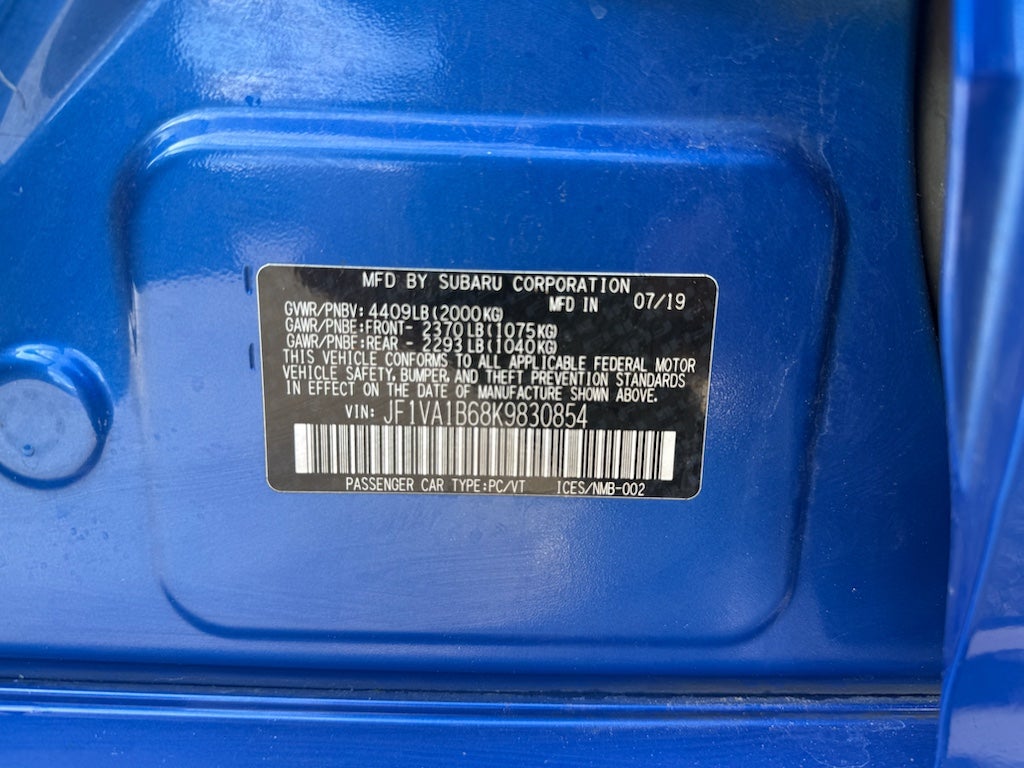 MFD BY SUBARU CORPORATION
MFD IN 07/19
GVWR/PNBV: 4409LB(2000KG)
GAWR/PNBE:FRONT- 2370LB(1075KG)
GAWR/PNBE:REAR - 2293LB(1040KG)
THIS VEHICLE CONFORMS TO ALL APPLICABLE FEDERAL MOTOR
VEHICLE SAFETY, BUMPER, AND THEFT PREVENTION STANDARDS
IN EFFECT ON THE DATE OF MANUFACTURE SHOWN ABOVE.
VIN: JF1VA1B68K9830854
PASSENGER CAR TYPE:PC/VT ICES/NMB-002